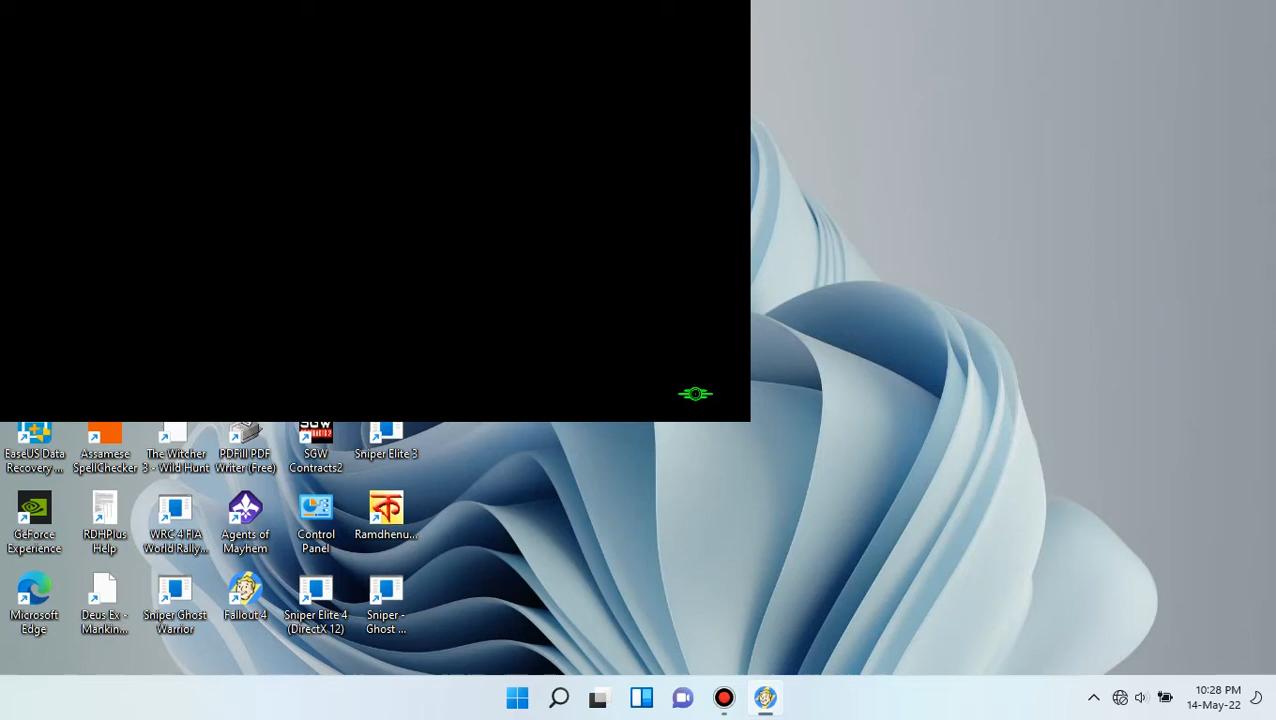 EaseUS Data
Recovery ...
Assamese
SpellChecker
The Witcher
3 - Wild Hunt
PDFill PDF
Writer (Free)
SGW
SGW
Contracts2
Sniper Elite 3
GeForce
Experience
RDHPlus
Help
WRC 4 FIA
World Rally...
Agents of
Mayhem
Control
Panel
ক
Ramdhenu...
Microsoft
Edge
Deus Ex -
Mankin...
Sniper Ghost
Warrior
Fallout 4
Sniper Elite 4
(DirectX 12)
Sniper -
Ghost ...
10:28 PM
14-May-22